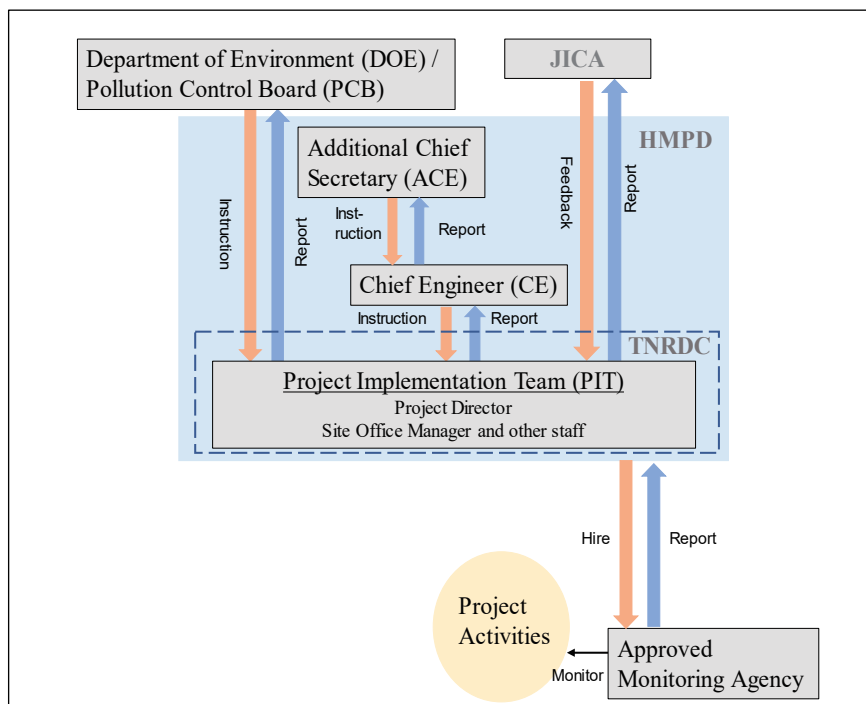 Department of Environment (DOE) /
Pollution Control Board (PCB)
JICA
HMPD
Additional Chief
Secretary (ACE)
Instruction
Report
Inst-
ruction
Report
Feedback
Report
Chief Engineer (CE)
Instruction
Report
TNRDC
Project Implementation Team (PIT)
Project Director
Site Office Manager and other staff
Hire
Report
Project
Activities
Monitor
Approved
Monitoring Agency